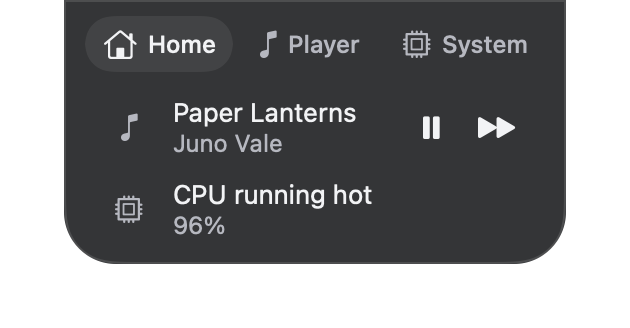 Home Player System
Paper Lanterns
Juno Vale
CPU running hot
96%